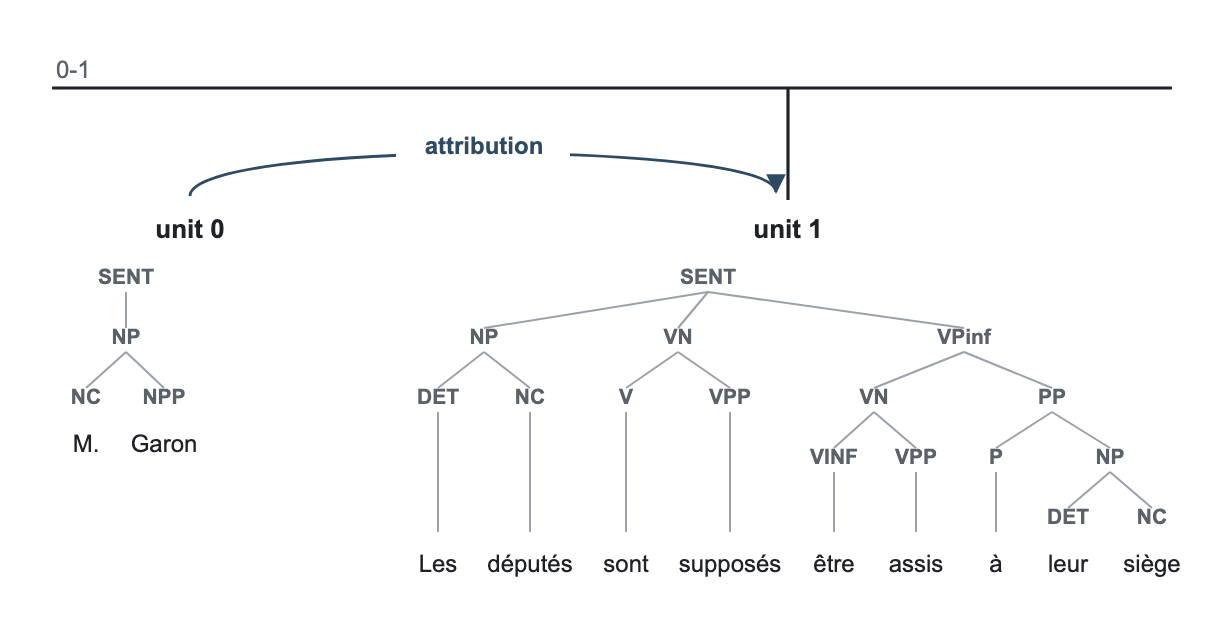 0-1
attribution
unit 0 unit 1
SENT SENT
NP NP VN VPinf
NC NPP DET NC V VPP VN PP
M. Garon
VINF VPP P NP
DET NC
Les députés sont supposés être assis à leur siège